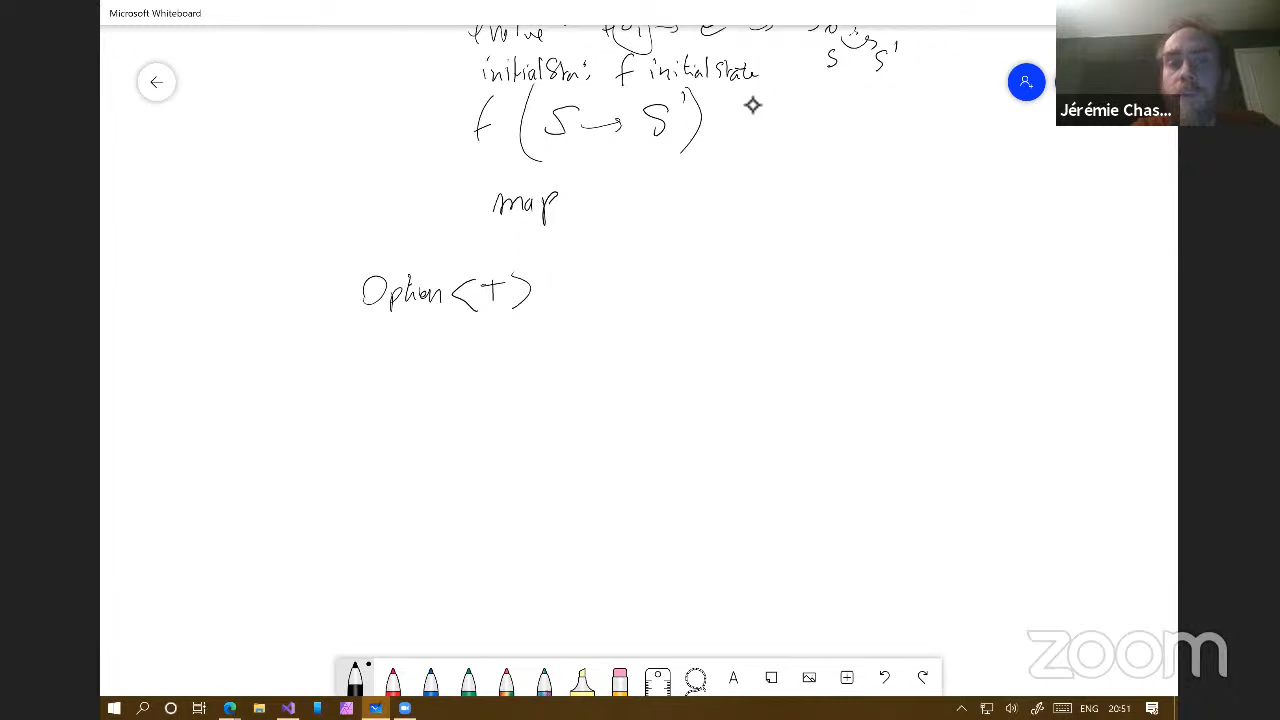 Microsoft Whiteboard
initialState: f initialState
S S'
f (S → S')
map
Option<T>
Jérémie Chas...
A
zoom
ENG 20:51